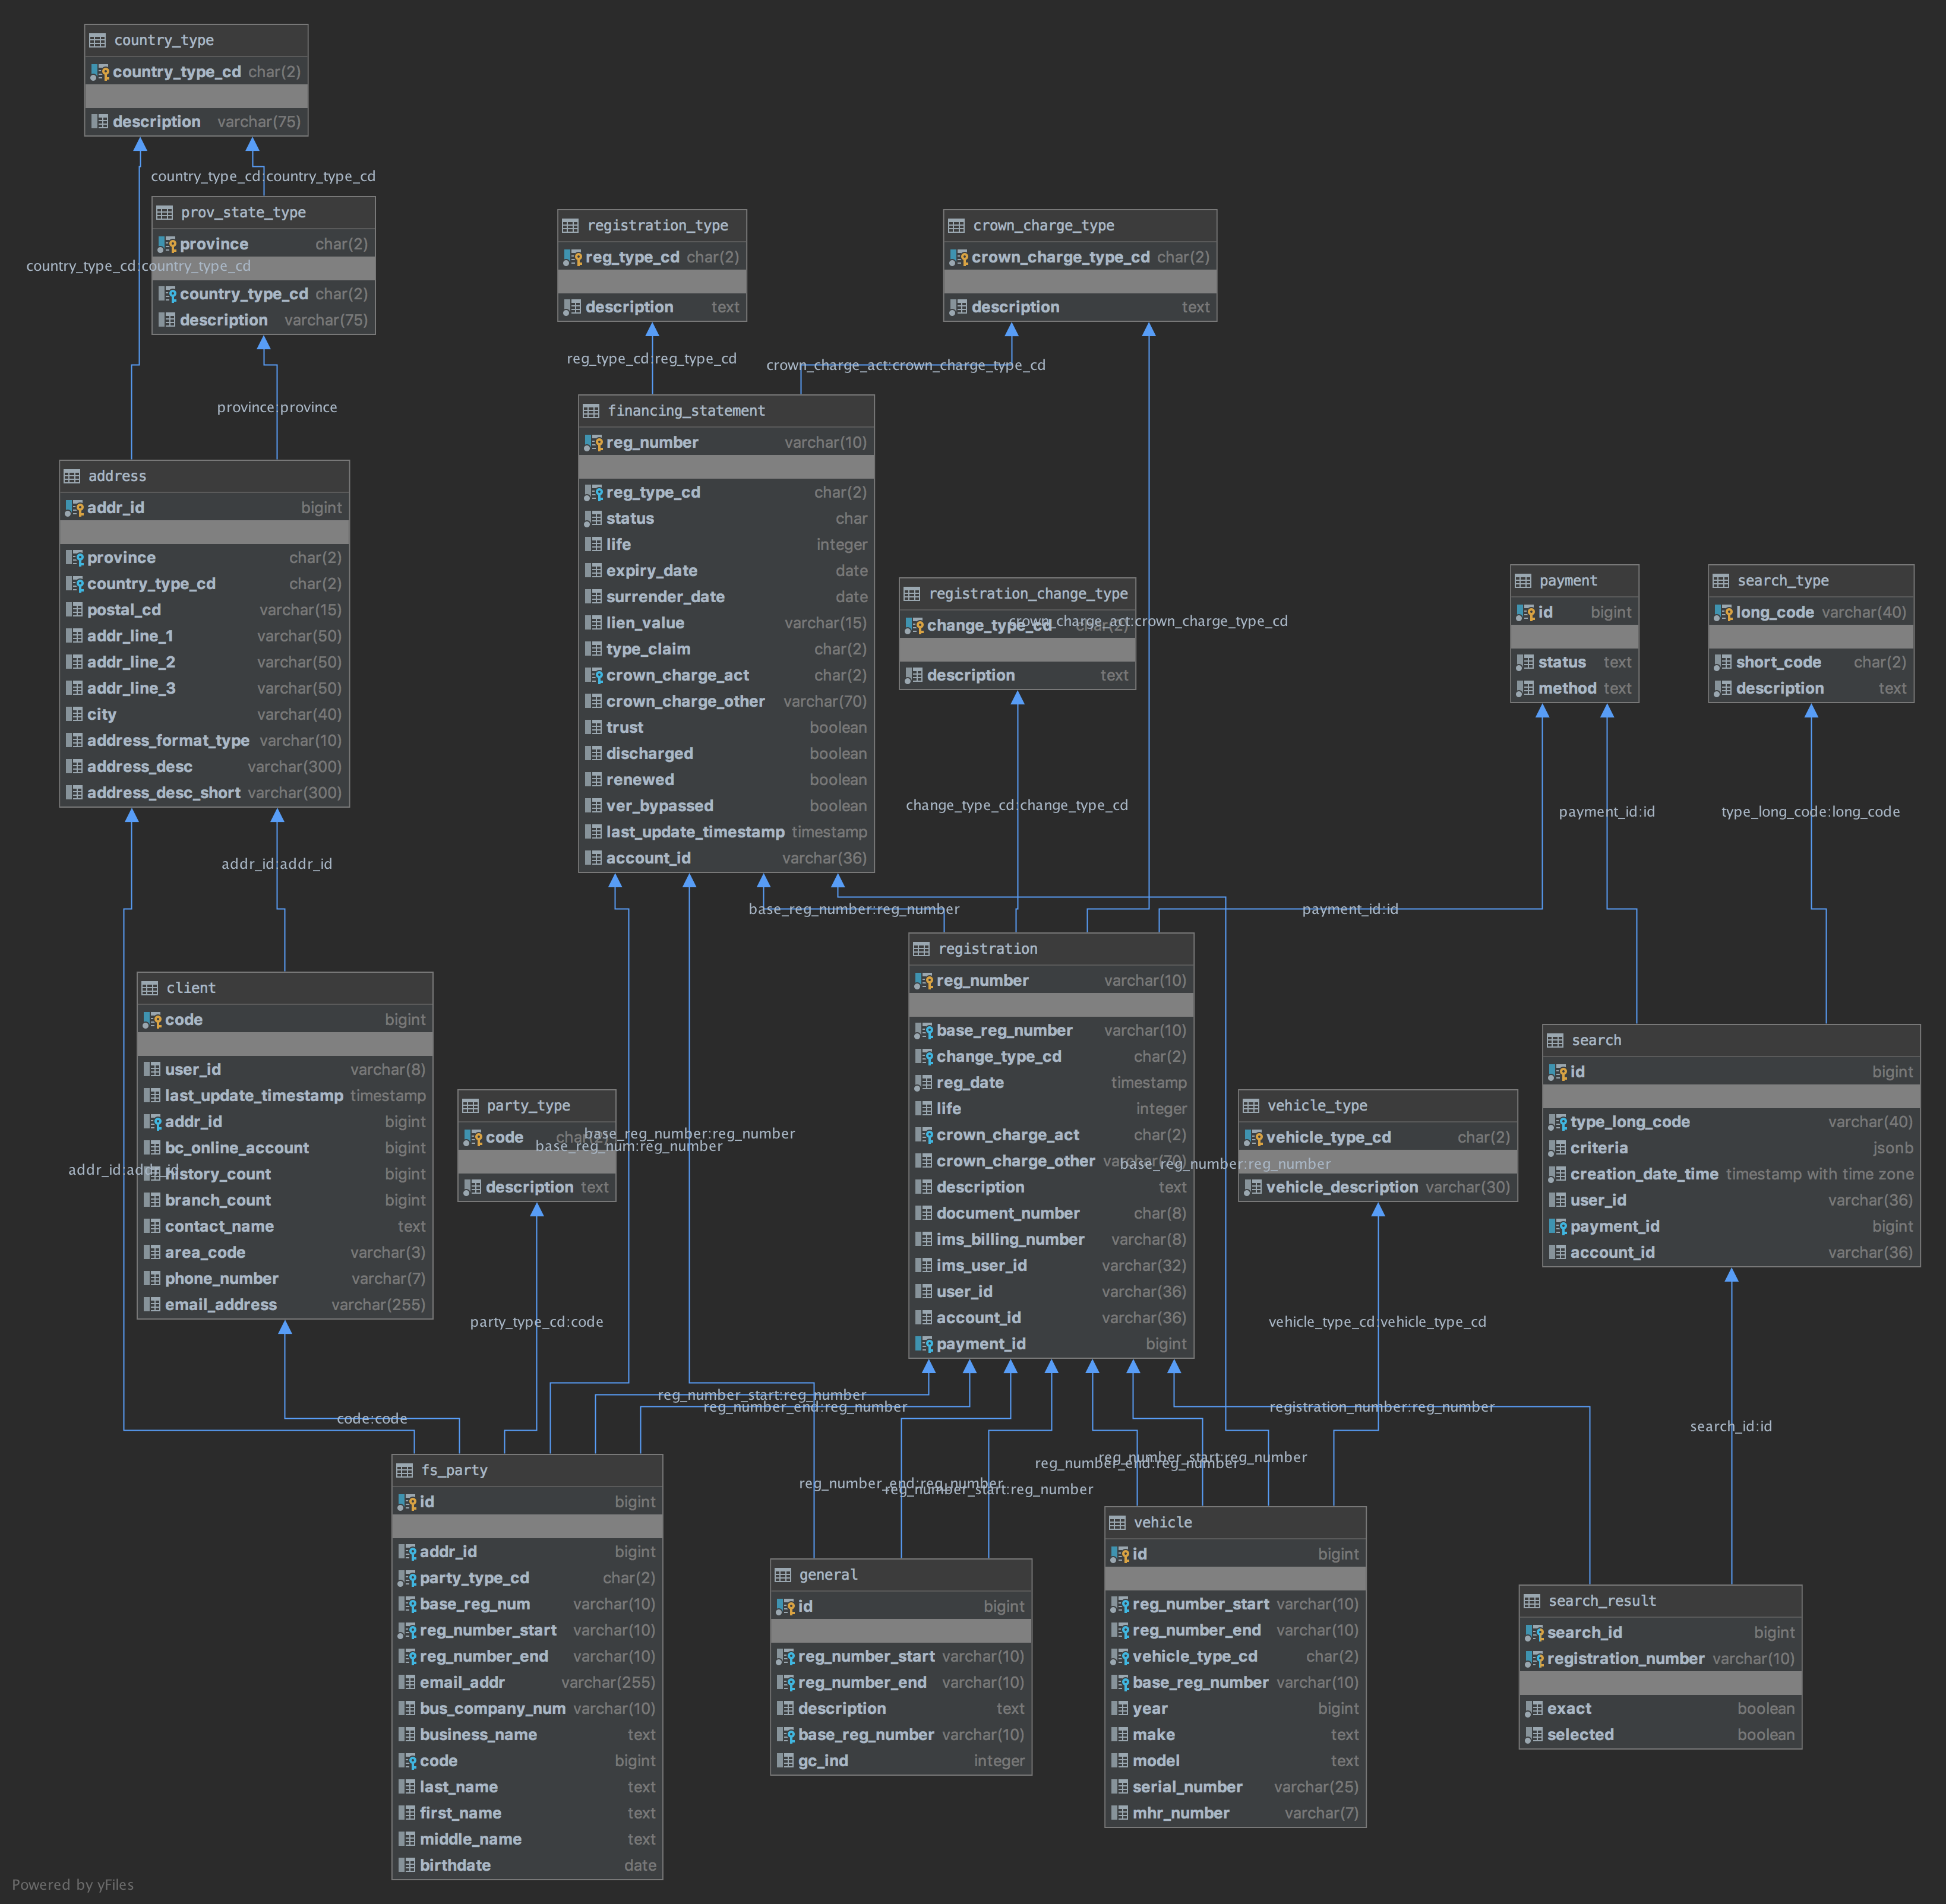 country_type
country_type_cd char(2)
description varchar(75)
country_type_cd:country_type_cd
prov_state_type
province char(2)
country_type_cd char(2)
description varchar(75)
country_type_cd:country_type_cd
province:province
registration_type
reg_type_cd char(2)
description text
reg_type_cd:reg_type_cd
crown_charge_type
crown_charge_type_cd char(2)
description text
crown_charge_act:crown_charge_type_cd
address
addr_id bigint
province char(2)
country_type_cd char(2)
postal_cd varchar(15)
addr_line_1 varchar(50)
addr_line_2 varchar(50)
addr_line_3 varchar(50)
city varchar(40)
address_format_type varchar(10)
address_desc varchar(300)
address_desc_short varchar(300)
addr_id:addr_id
financing_statement
reg_number varchar(10)
reg_type_cd char(2)
status char
life integer
expiry_date date
surrender_date date
lien_value varchar(15)
type_claim char(2)
crown_charge_act char(2)
crown_charge_other varchar(70)
trust boolean
discharged boolean
renewed boolean
ver_bypassed boolean
last_update_timestamp timestamp
account_id varchar(36)
registration_change_type
change_type_cd char(2)
description text
crown_charge_act:crown_charge_type_cd
change_type_cd:change_type_cd
payment
id bigint
status text
method text
payment_id:id
search_type
long_code varchar(40)
short_code char(2)
description text
type_long_code:long_code
base_reg_number:reg_number
payment_id:id
client
code bigint
user_id varchar(8)
last_update_timestamp timestamp
addr_id bigint
bc_online_account bigint
history_count bigint
branch_count bigint
contact_name text
area_code varchar(3)
phone_number varchar(7)
email_address varchar(255)
addr_id:addr_id
party_type
code char(2)
description text
base_reg_number:reg_number
base_reg_num:reg_number
party_type_cd:code
registration
reg_number varchar(10)
base_reg_number varchar(10)
change_type_cd char(2)
reg_date timestamp
life integer
crown_charge_act char(2)
crown_charge_other varchar(70)
description text
document_number char(8)
ims_billing_number varchar(8)
ims_user_id varchar(32)
user_id varchar(36)
account_id varchar(36)
payment_id bigint
base_reg_number:reg_number
vehicle_type
vehicle_type_cd char(2)
vehicle_description varchar(30)
vehicle_type_cd:vehicle_type_cd
search
id bigint
type_long_code varchar(40)
criteria jsonb
creation_date_time timestamp with time zone
user_id varchar(36)
payment_id bigint
account_id varchar(36)
code:code
reg_number_start:reg_number
reg_number_end:reg_number
registration_number:reg_number
search_id:id
reg_number_end:reg_number
reg_number_start:reg_number
reg_number_end:reg_number
reg_number_start:reg_number
fs_party
id bigint
addr_id bigint
party_type_cd char(2)
base_reg_num varchar(10)
reg_number_start varchar(10)
reg_number_end varchar(10)
email_addr varchar(255)
bus_company_num varchar(10)
business_name text
code bigint
last_name text
first_name text
middle_name text
birthdate date
general
id bigint
reg_number_start varchar(10)
reg_number_end varchar(10)
description text
base_reg_number varchar(10)
gc_ind integer
vehicle
id bigint
reg_number_start varchar(10)
reg_number_end varchar(10)
vehicle_type_cd char(2)
base_reg_number varchar(10)
year bigint
make text
model text
serial_number varchar(25)
mhr_number varchar(7)
search_result
search_id bigint
registration_number varchar(10)
exact boolean
selected boolean
Powered by yFiles